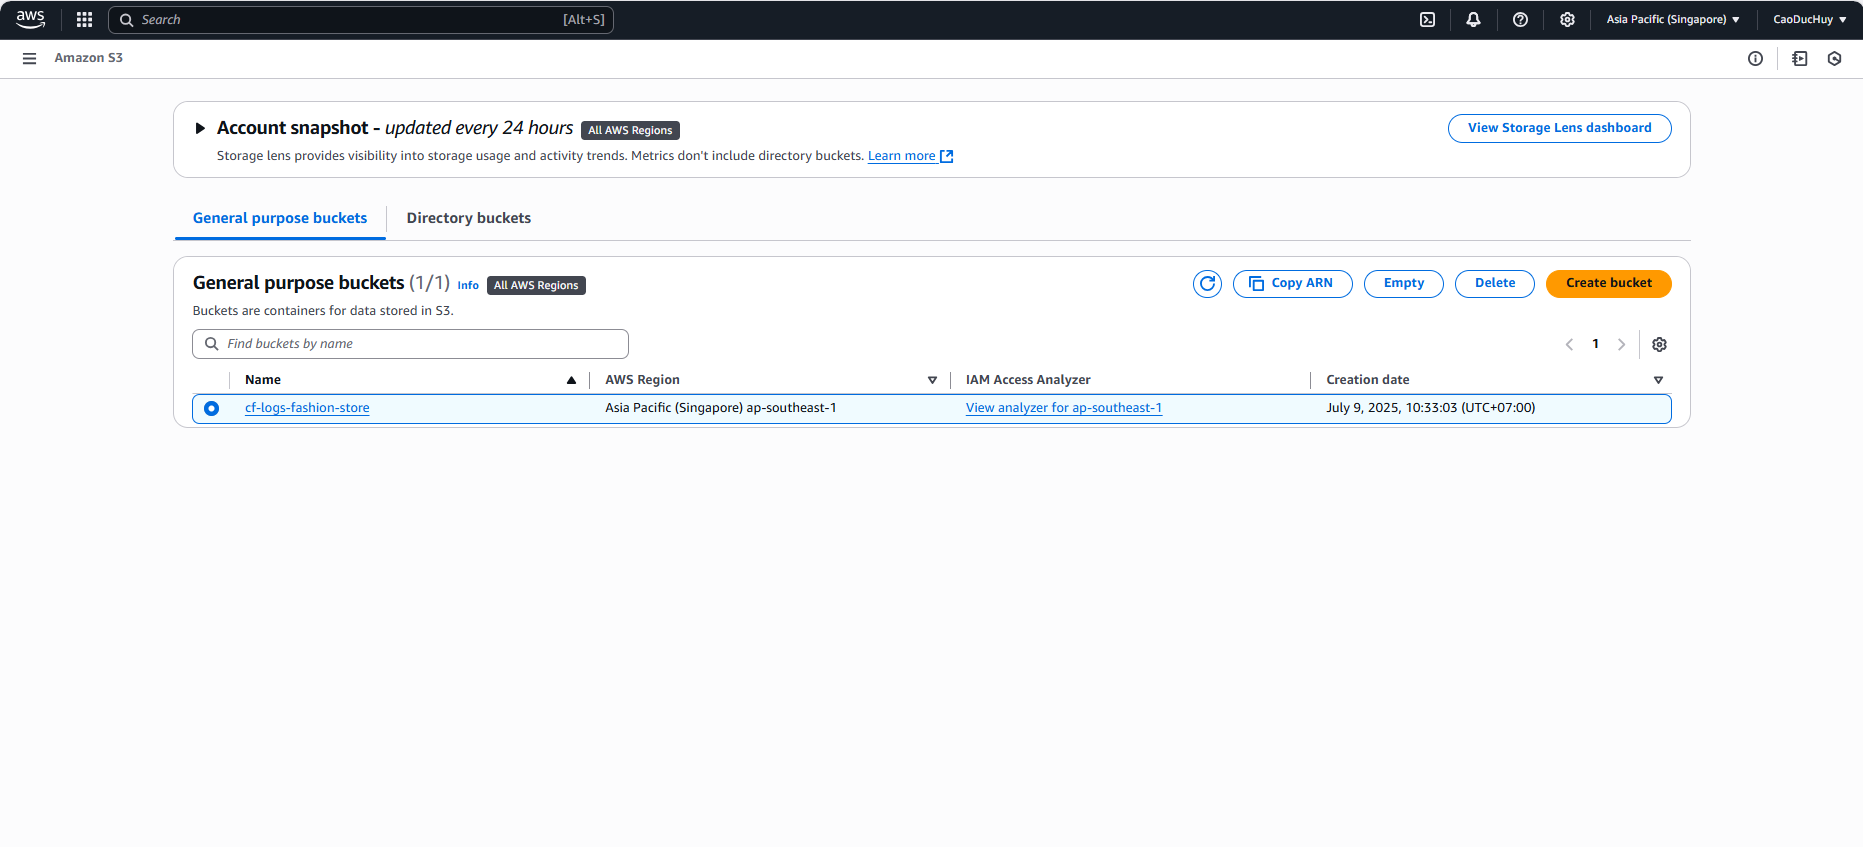 aws Search [Alt+S] Asia Pacific (Singapore) CaoDucHuy
Amazon S3
Account snapshot - updated every 24 hours All AWS Regions View Storage Lens dashboard
Storage lens provides visibility into storage usage and activity trends. Metrics don't include directory buckets. Learn more
General purpose buckets Directory buckets
General purpose buckets (1/1) Info All AWS Regions Copy ARN Empty Delete Create bucket
Buckets are containers for data stored in S3.
Find buckets by name 1
Name AWS Region IAM Access Analyzer Creation date
cf-logs-fashion-store Asia Pacific (Singapore) ap-southeast-1 View analyzer for ap-southeast-1 July 9, 2025, 10:33:03 (UTC+07:00)